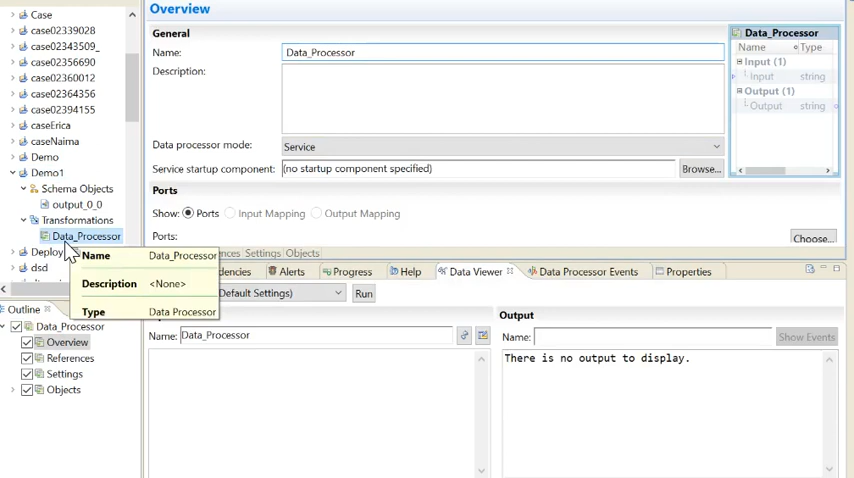 Case
case02339028
case02343509_
case02356690
case02360012
case02364356
case02394155
caseErica
caseNaima
Demo
Demo1
Schema Objects
output_0_0
Transformations
Data_Processor
Deploy
dsd
Name Data_Processor
Description <None>
Type Data Processor
Outline
Data_Processor
Overview
References
Settings
Objects
Overview
General
Name: Data_Processor
Description:
Data processor mode: Service
Service startup component: (no startup component specified) Browse...
Ports
Show: Ports Input Mapping Output Mapping
Ports: Choose...
Data_Processor
Name Type
Input (1)
Input string
Output (1)
Output string
Settings Objects
Alerts Progress Help Data Viewer Data Processor Events Properties
Default Settings) Run
Name: Data_Processor
Output
Name: Show Events
There is no output to display.